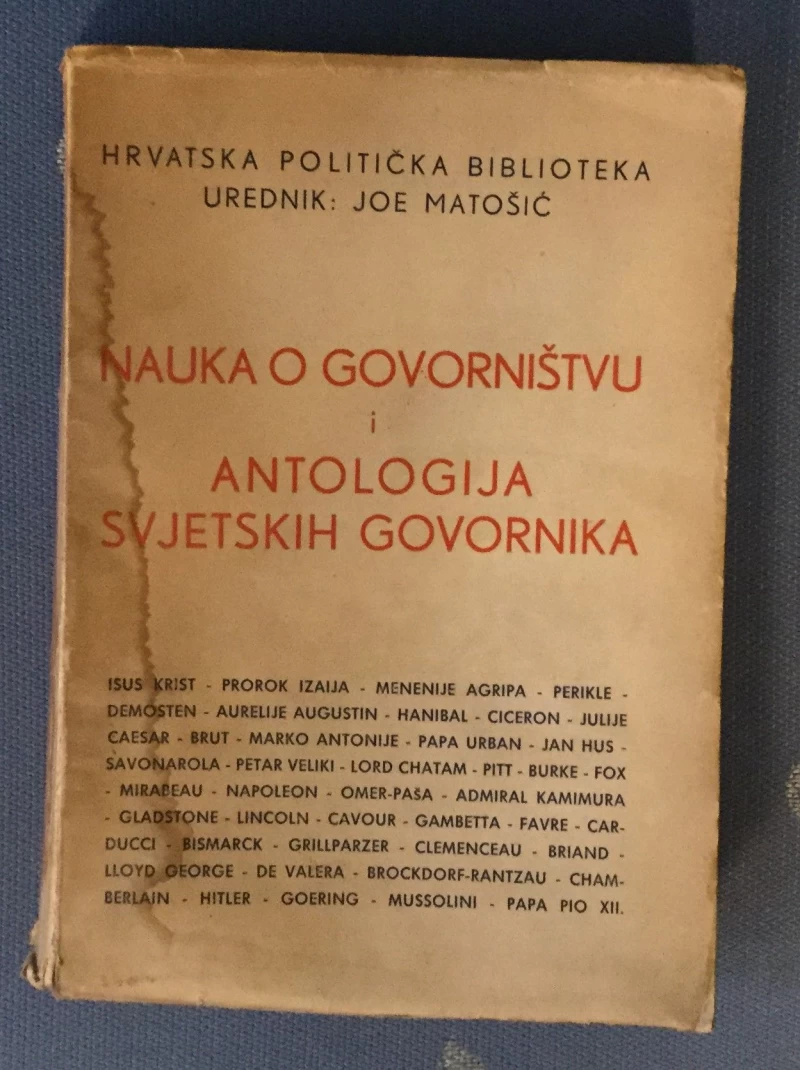 HRVATSKA POLITIČKA BIBLIOTEKA
UREDNIK: JOE MATOŠIĆ
NAUKA O GOVORNIŠTVU
i
ANTOLOGIJA
SVJETSKIH GOVORNIKA
ISUS KRIST - PROROK IZAIJA - MENENIJE AGRIPA - PERIKLE -
DEMOSTEN - AURELIJE AUGUSTIN - HANIBAL - CICERON - JULIJE
CAESAR - BRUT - MARKO ANTONIJE - PAPA URBAN - JAN HUS -
SAVONAROLA - PETAR VELIKI - LORD CHATAM - PITT - BURKE - FOX
- MIRABEAU - NAPOLEON - OMER-PAŠA - ADMIRAL KAMIMURA
- GLADSTONE - LINCOLN - CAVOUR - GAMBETTA - FAVRE - CAR-
DUCCI - BISMARCK - GRILLPARZER - CLEMENCEAU - BRIAND -
LLOYD GEORGE - DE VALERA - BROCKDORF-RANTZAU - CHAM-
BERLAIN - HITLER - GOERING - MUSSOLINI - PAPA PIO XII.